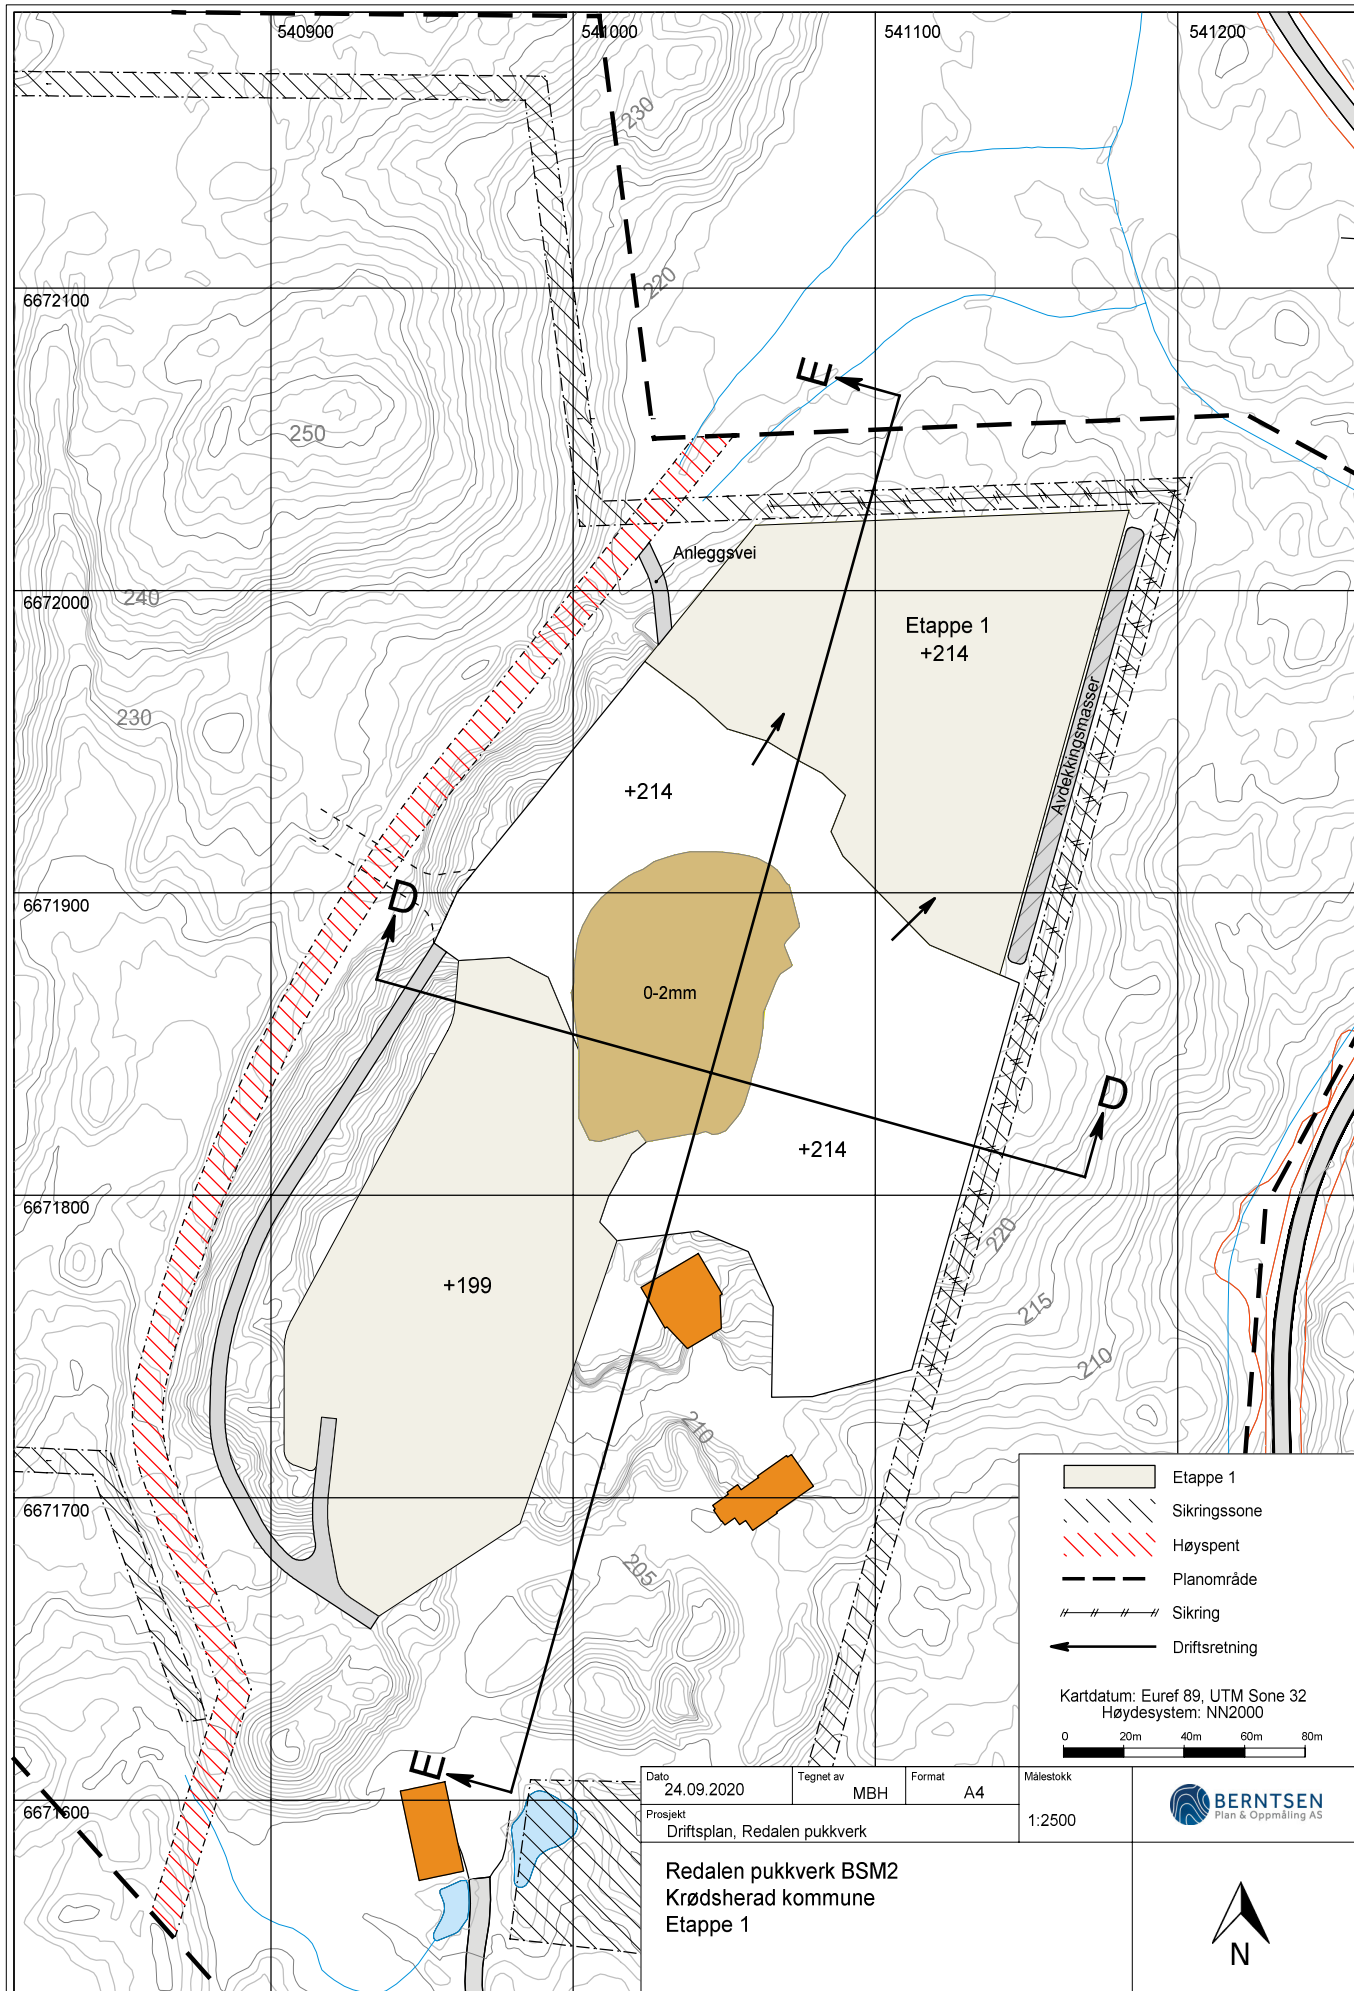 540900
541000
541100
541200
230
220
6672100
E
250
Anleggsvei
240
6672000
Etappe 1
+214
Avdekkingsmasser
230
+214
D
6671900
0-2mm
D
+214
6671800
220
+199
215
210
210
6671700
205
Etappe 1
Sikringssone
Høyspent
Planområde
Sikring
Driftsretning
Kartdatum: Euref 89, UTM Sone 32
Høydesystem: NN2000
0 20m 40m 60m 80m
E
6671600
Dato
24.09.2020
Tegnet av
MBH
Format
A4
Målestokk
1:2500
Prosjekt
Driftsplan, Redalen pukkverk
BERNTSEN
Plan & Oppmåling AS
Redalen pukkverk BSM2
Krødsherad kommune
Etappe 1
N